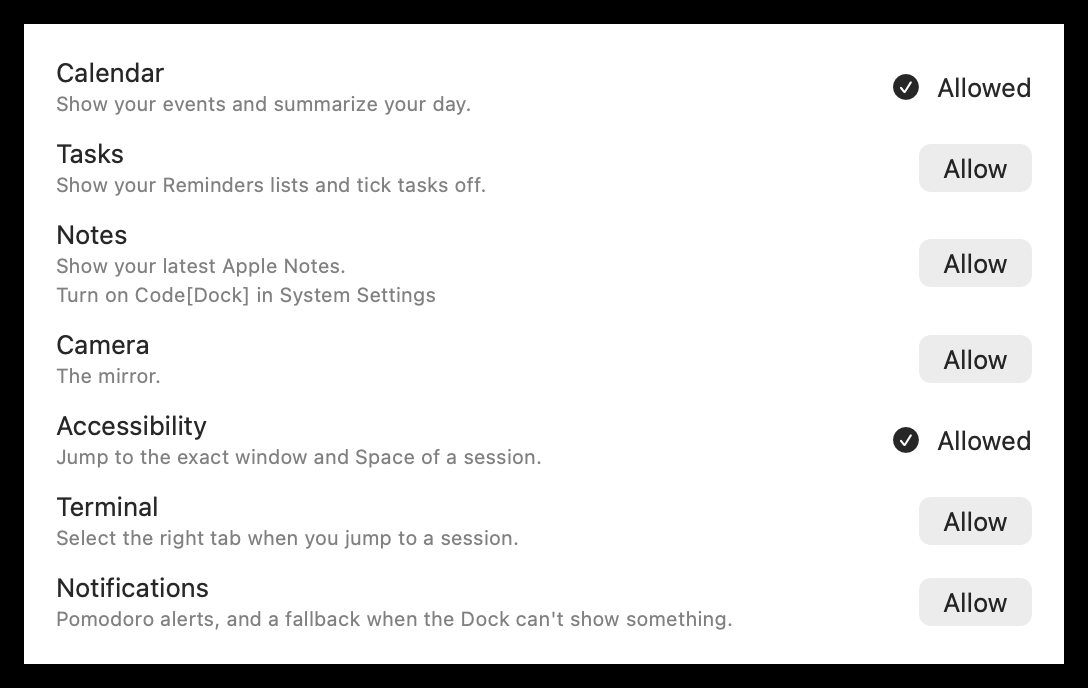 Calendar
Show your events and summarize your day.
Allowed
Tasks
Show your Reminders lists and tick tasks off.
Allow
Notes
Show your latest Apple Notes.
Turn on Code[Dock] in System Settings
Allow
Camera
The mirror.
Allow
Accessibility
Jump to the exact window and Space of a session.
Allowed
Terminal
Select the right tab when you jump to a session.
Allow
Notifications
Pomodoro alerts, and a fallback when the Dock can't show something.
Allow